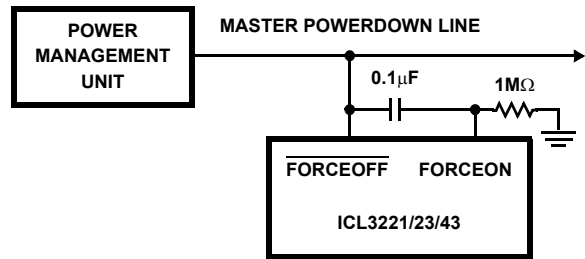 POWER
MANAGEMENT
UNIT
MASTER POWERDOWN LINE
0.1μF
1MΩ
FORCEOFF FORCEON
ICL3221/23/43